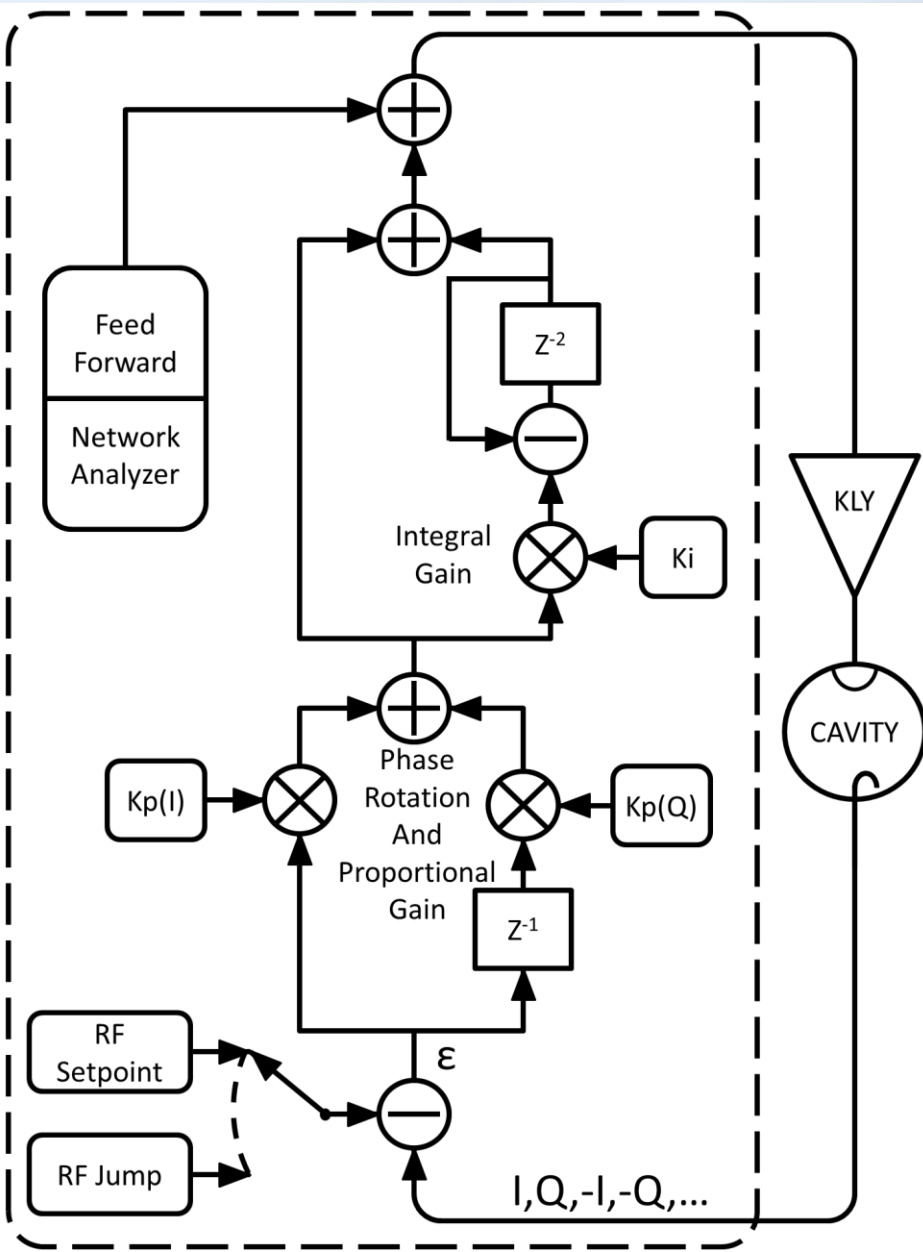 Feed
Forward
Network
Analyzer
Z⁻²
Integral
Gain
Ki
KLY
CAVITY
Kp(I)
Phase
Rotation
And
Proportional
Gain
Kp(Q)
Z⁻¹
RF
Setpoint
ε
RF Jump
I,Q,-I,-Q,...